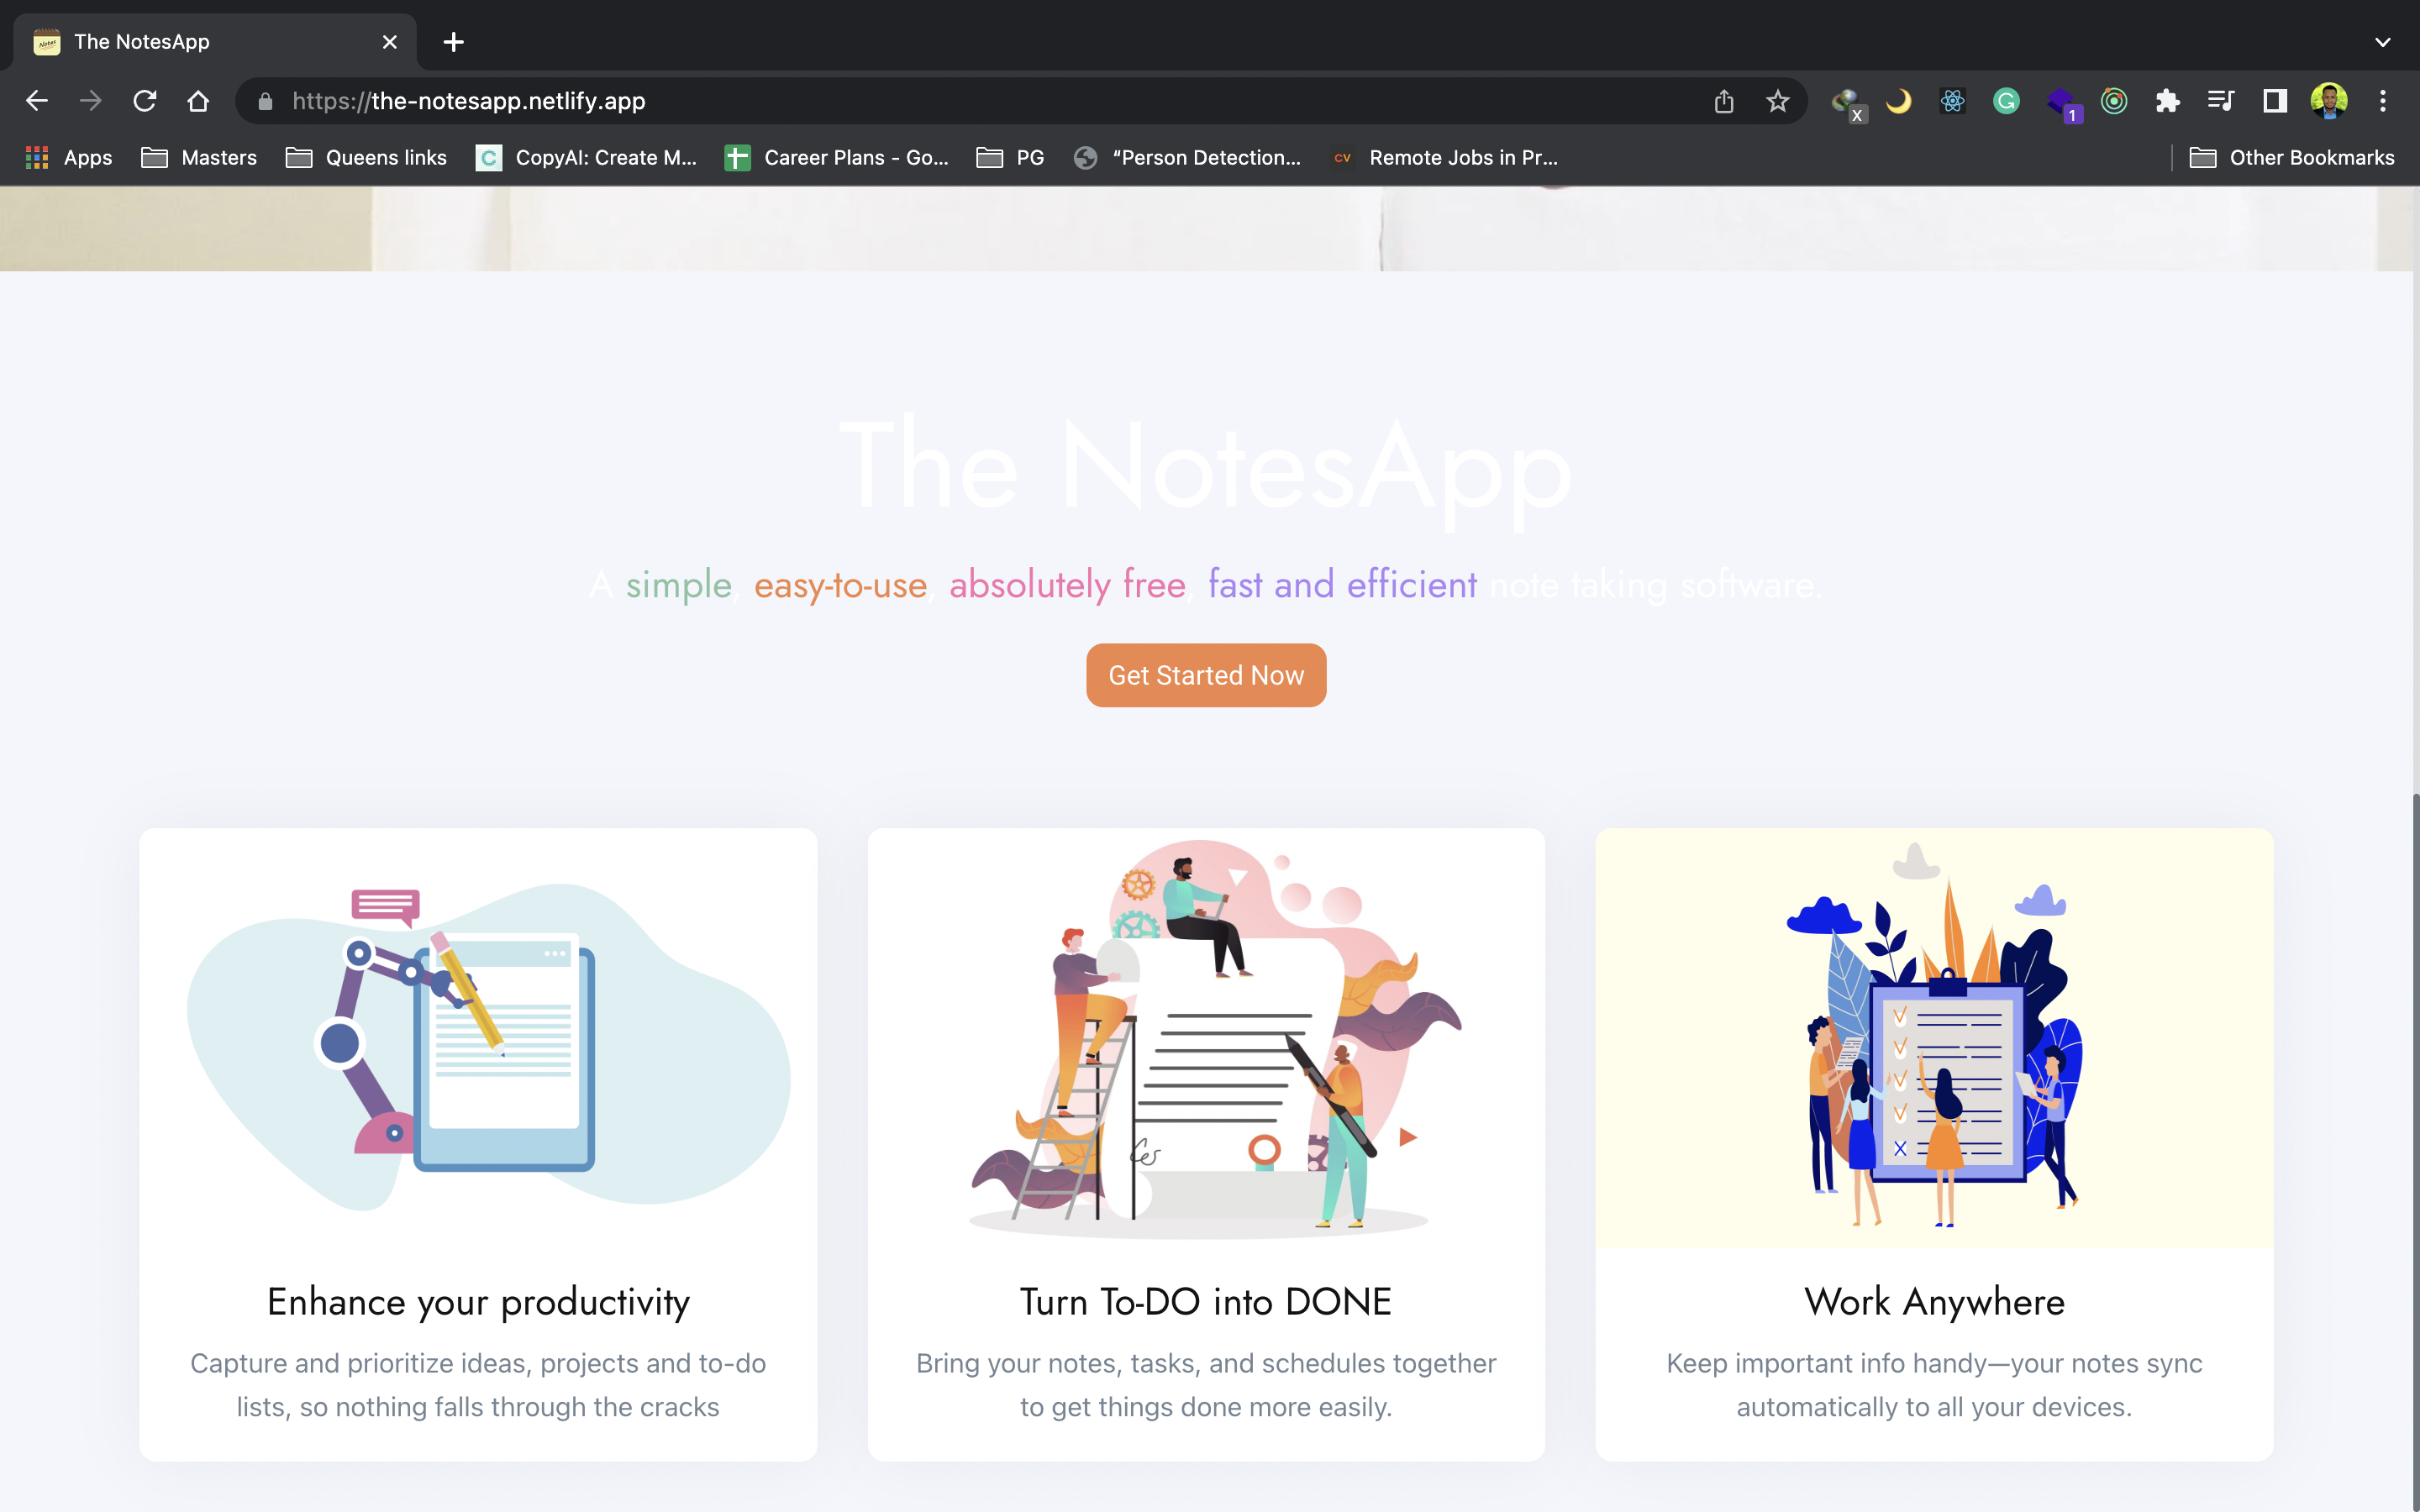 The NotesApp
https://the-notesapp.netlify.app
X
1
Apps Masters Queens links CopyAI: Create M... Career Plans - Go... PG “Person Detection... CV Remote Jobs in Pr... Other Bookmarks
The NotesApp
A simple, easy-to-use, absolutely free, fast and efficient note taking software.
Get Started Now
Enhance your productivity
Capture and prioritize ideas, projects and to-do
lists, so nothing falls through the cracks
Turn To-DO into DONE
Bring your notes, tasks, and schedules together
to get things done more easily.
Work Anywhere
Keep important info handy—your notes sync
automatically to all your devices.